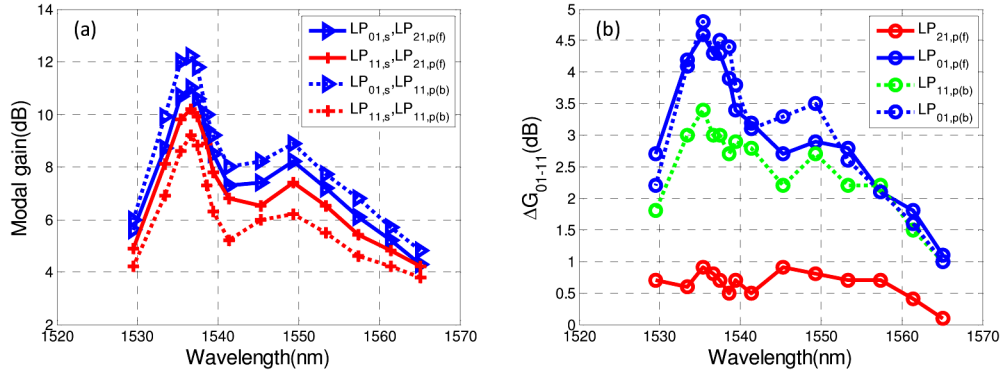 (a)
LP01,s,LP21,p(f)
LP11,s,LP21,p(f)
LP01,s,LP11,p(b)
LP11,s,LP11,p(b)
Modal gain(dB)
14
12
10
8
6
4
2
1520
1530
1540
1550
1560
1570
Wavelength(nm)
(b)
LP21,p(f)
LP01,p(f)
LP11,p(b)
LP01,p(b)
ΔG01-11 (dB)
5
4.5
4
3.5
3
2.5
2
1.5
1
0.5
0
1520
1530
1540
1550
1560
1570
Wavelength(nm)